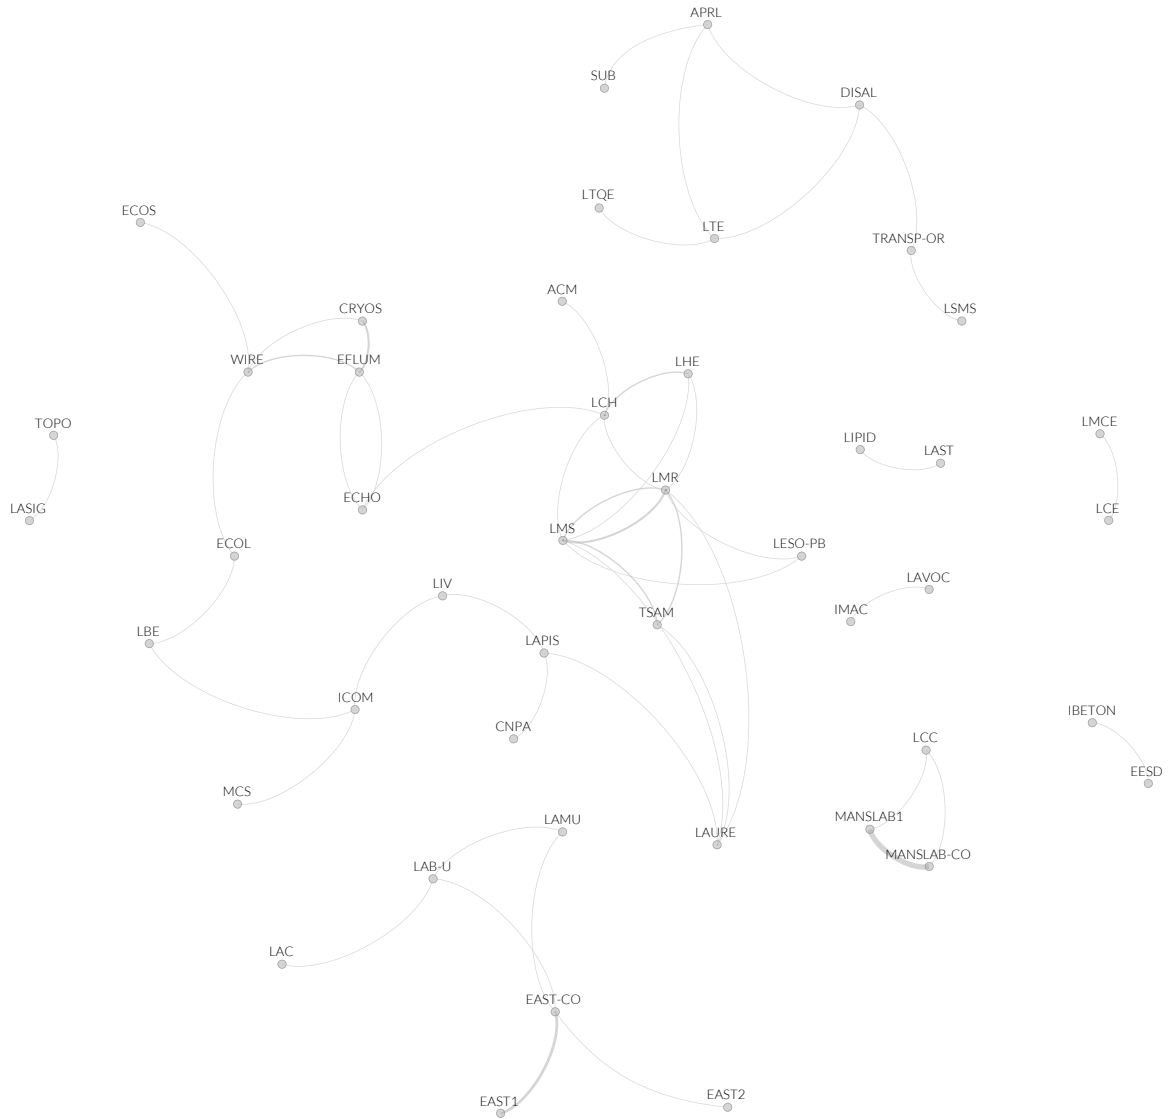 APRL
SUB
DISAL
LTQE
ECOS
LTE
TRANSP-OR
ACM
CRYOS
LSMS
WIRE
EFLUM
LHE
LCH
TOPO
LMCE
LIPID
LAST
LMR
ECHO
LASIG
LCE
LMS
ECOL
LESO-PB
LIV
LAVOC
IMAC
TSAM
LBE
LAPIS
ICOM
IBETON
CNPA
LCC
EESD
MCS
MANSLAB1
LAMU
LAURE
MANSLAB-CO
LAB-U
LAC
EAST-CO
EAST2
EAST1